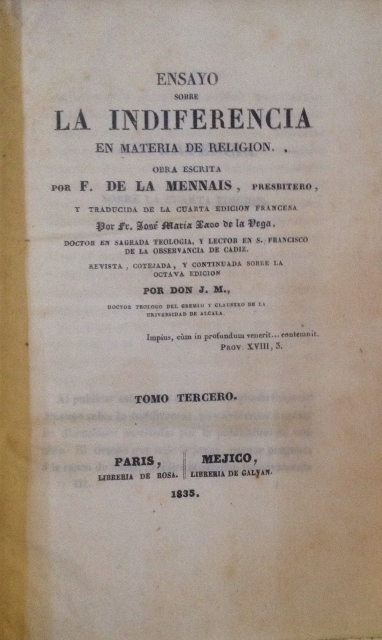 ENSAYO
SOBRE
LA INDIFERENCIA
EN MATERIA DE RELIGION.
OBRA ESCRITA
POR F. DE LA MENNAIS, PRESBITERO,
Y TRADUCIDA DE LA CUARTA EDICION FRANCESA
Por Fr. José Maria Laso de la Vega,
DOCTOR EN SAGRADA TEOLOGIA, Y LECTOR EN S. FRANCISCO
DE LA OBSERVANCIA DE CADIZ.
REVISTA, COTEJADA, Y CONTINUADA SOBRE LA
OCTAVA EDICION
POR DON J. M.,
DOCTOR TEOLOGO DEL GREMIO Y CLAUSTRO DE LA
UNIVERSIDAD DE ALCALA.
Impius, cùm in profundum venerit... contemnit.
PROV. XVIII, 3.
TOMO TERCERO.
PARIS, MEJICO,
LIBRERIA DE ROSA. LIBRERIA DE GALVAN.
1835.